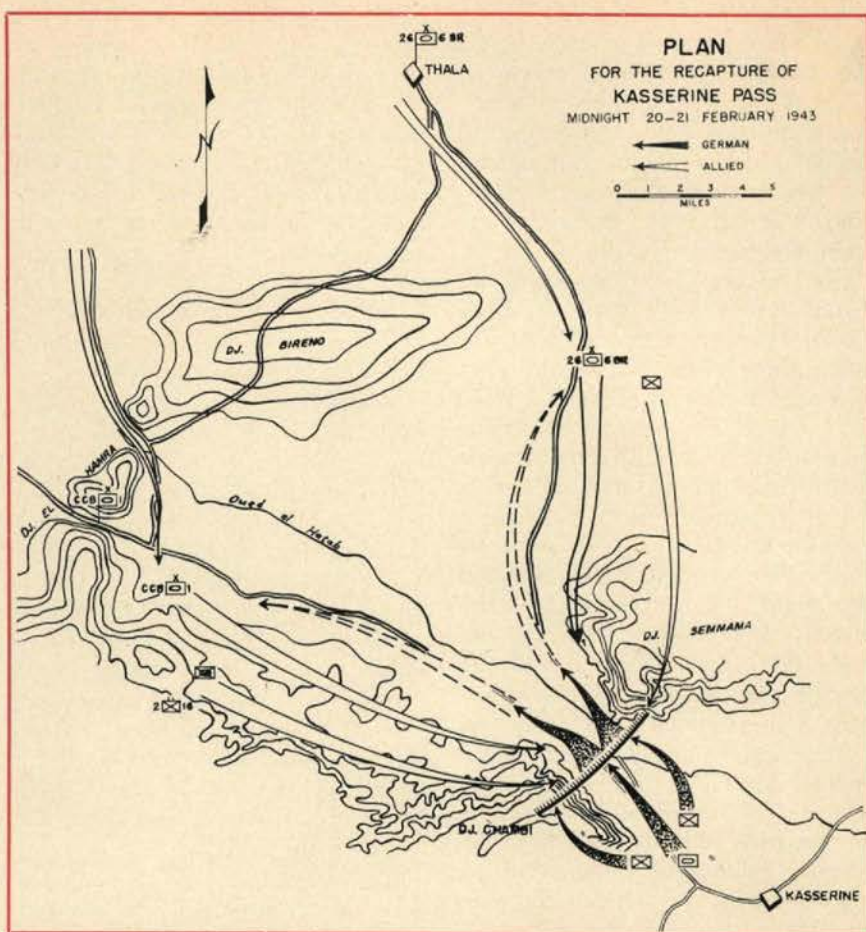 26 X 6 BR
THALA
PLAN
FOR THE RECAPTURE OF
KASSERINE PASS
MIDNIGHT 20-21 FEBRUARY 1943
GERMAN
ALLIED
0 1 2 3 4 5
MILES
N
DJ. BIRENO
X
26 6 BR
DJ. EL HAMRA
X
CCB 1
Oued el Hatab
X
CCB 1
2 16
DJ. SEMMAMA
DJ. CHAMBI
KASSERINE